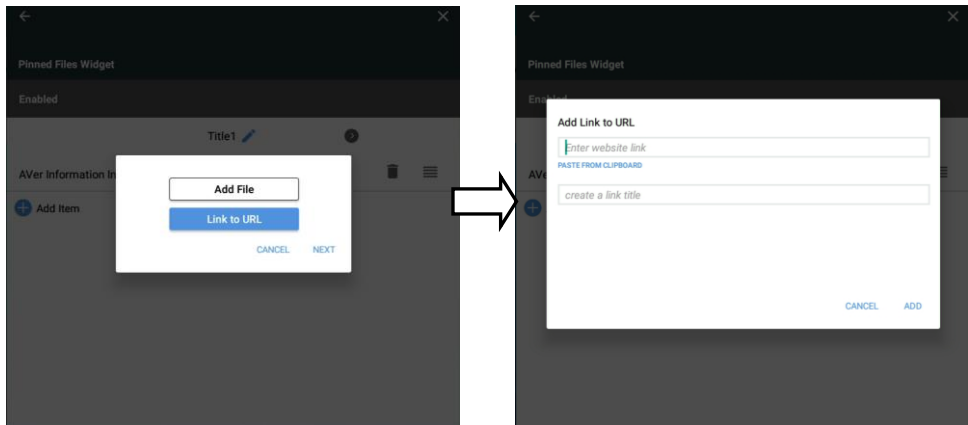 Pinned Files Widget
Enabled
Title1
AVer Information In
Add File
Link to URL
Add Item
CANCEL NEXT
Pinned Files Widget
Add Link to URL
Enter website link
PASTE FROM CLIPBOARD
create a link title
CANCEL ADD